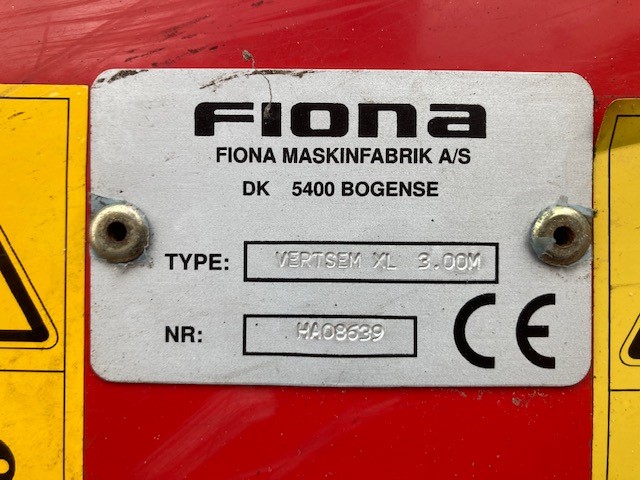 FIONA
FIONA MASKINFABRIK A/S
DK 5400 BOGENSE
TYPE: VERTSEM XL 3.00M
NR: HA08639
CE